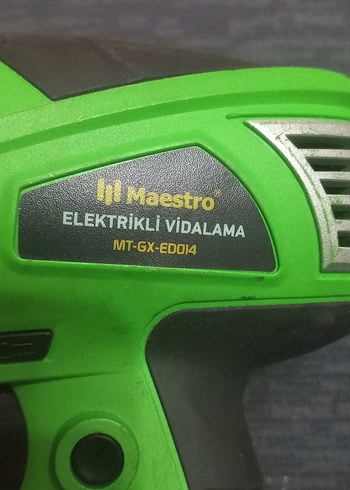 Maestro®
ELEKTRİKLİ VİDALAMA
MT-GX-ED014